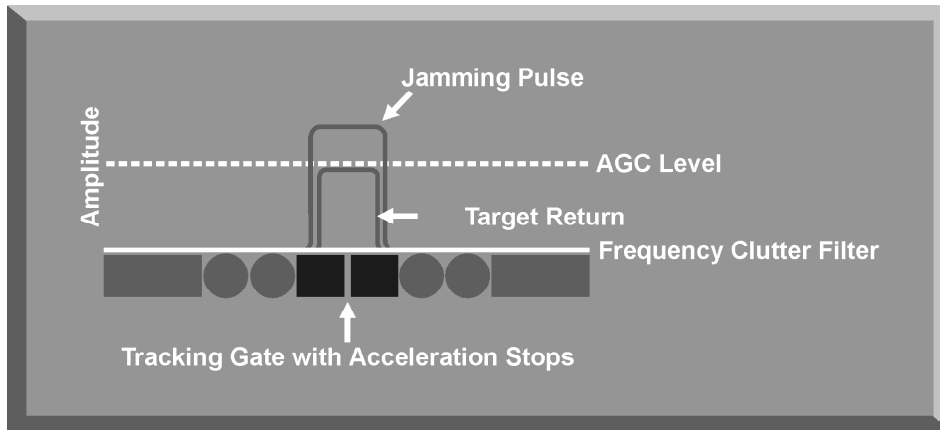 Jamming Pulse
Amplitude
AGC Level
Target Return
Frequency Clutter Filter
Tracking Gate with Acceleration Stops